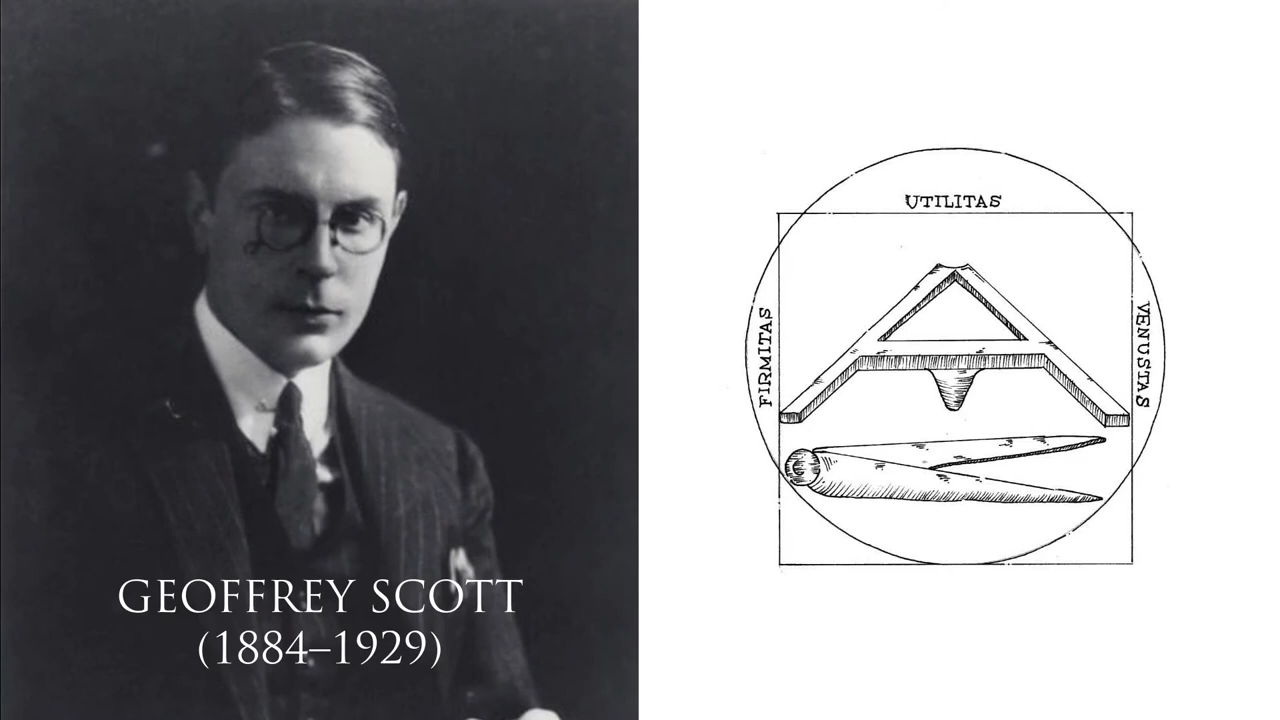 GEOFFREY SCOTT
(1884–1929)
UTILITAS
FIRMITAS
VENUSTAS